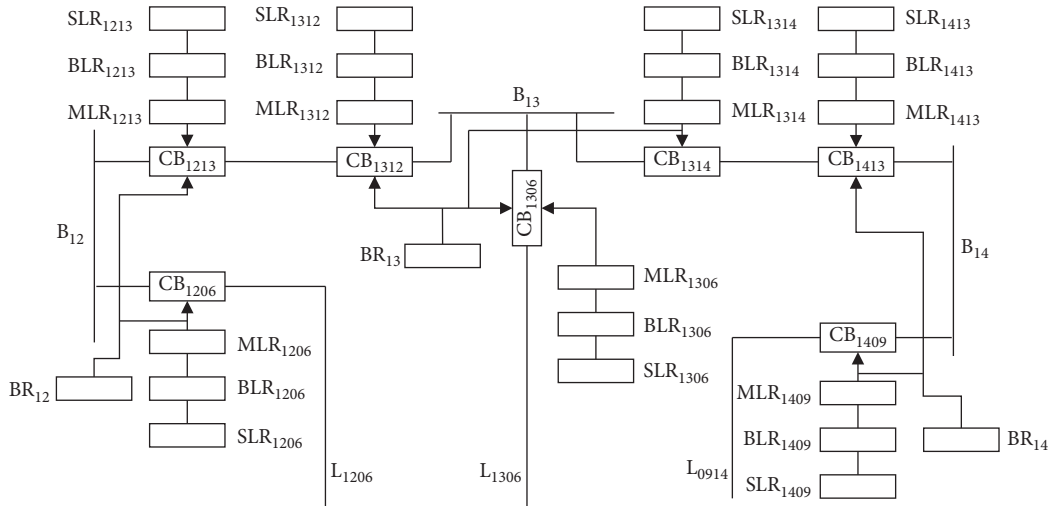 SLR1213
SLR1312
SLR1314
SLR1413
BLR1213
BLR1312
BLR1314
BLR1413
MLR1213
MLR1312
B13
MLR1314
MLR1413
CB1213
CB1312
CB1314
CB1413
CB1306
B12
BR13
B14
CB1206
MLR1306
BLR1306
SLR1306
CB1409
MLR1206
BR12
BLR1206
MLR1409
SLR1206
BLR1409
BR14
L1206
L1306
L0914
SLR1409